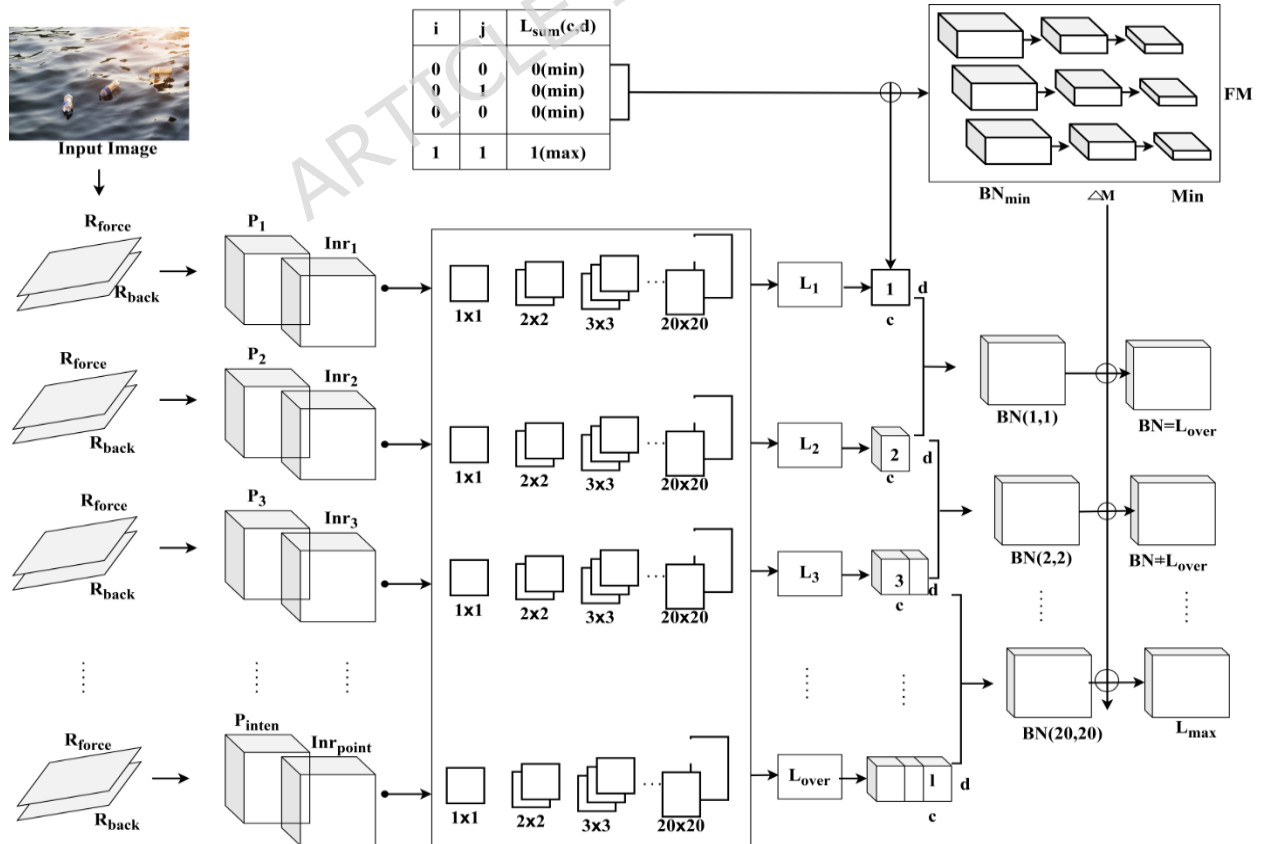 ARTICLE
i j L_sum(c,d)
0 0 0(min)
0 1 0(min)
0 0 0(min)
1 1 1(max)
FM
BN_min △M Min
Input Image
R_force
R_back
P_1
Inr_1
1x1 2x2 3x3 ... 20x20
L_1
1 d
c
BN(1,1)
BN=L_over
R_force
R_back
P_2
Inr_2
1x1 2x2 3x3 ... 20x20
L_2
2 d
c
BN(2,2)
BN≠L_over
R_force
R_back
P_3
Inr_3
1x1 2x2 3x3 ... 20x20
L_3
3 d
c
BN(20,20)
L_max
R_force
R_back
P_inten
Inr_point
1x1 2x2 3x3 ... 20x20
L_over
l d
c